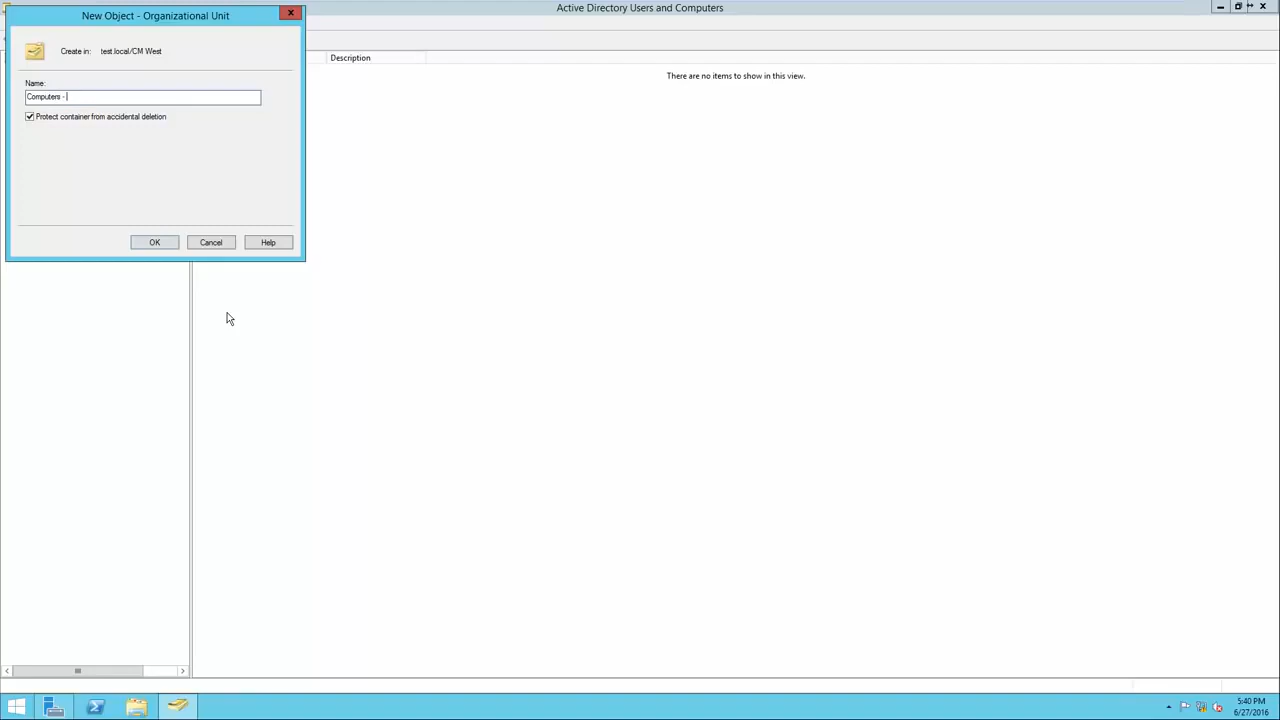 New Object - Organizational Unit
Active Directory Users and Computers
Create in: test.local/CM West
Description
There are no items to show in this view.
Name:
Computers -
Protect container from accidental deletion
OK Cancel Help
5:40 PM
6/27/2016